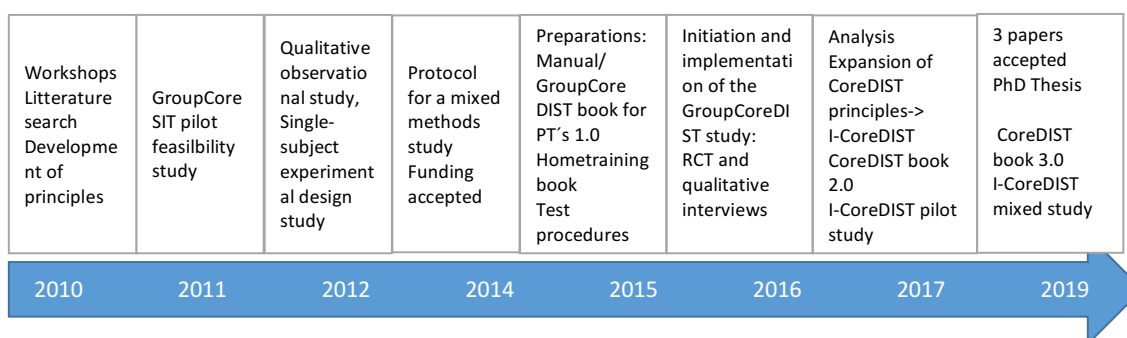 Workshops
Litterature
search
Developme
nt of
principles
GroupCore
SIT pilot
feasilbility
study
Qualitative
observatio
nal study,
Single-
subject
experiment
al design
study
Protocol
for a mixed
methods
study
Funding
accepted
Preparations:
Manual/
GroupCore
DIST book for
PT´s 1.0
Hometraining
book
Test
procedures
Initiation and
implementati
on of the
GroupCoreDI
ST study:
RCT and
qualitative
interviews
Analysis
Expansion of
CoreDIST
principles->
I-CoreDIST
CoreDIST book
2.0
I-CoreDIST pilot
study
3 papers
accepted
PhD Thesis
CoreDIST
book 3.0
I-CoreDIST
mixed study
2010 2011 2012 2014 2015 2016 2017 2019